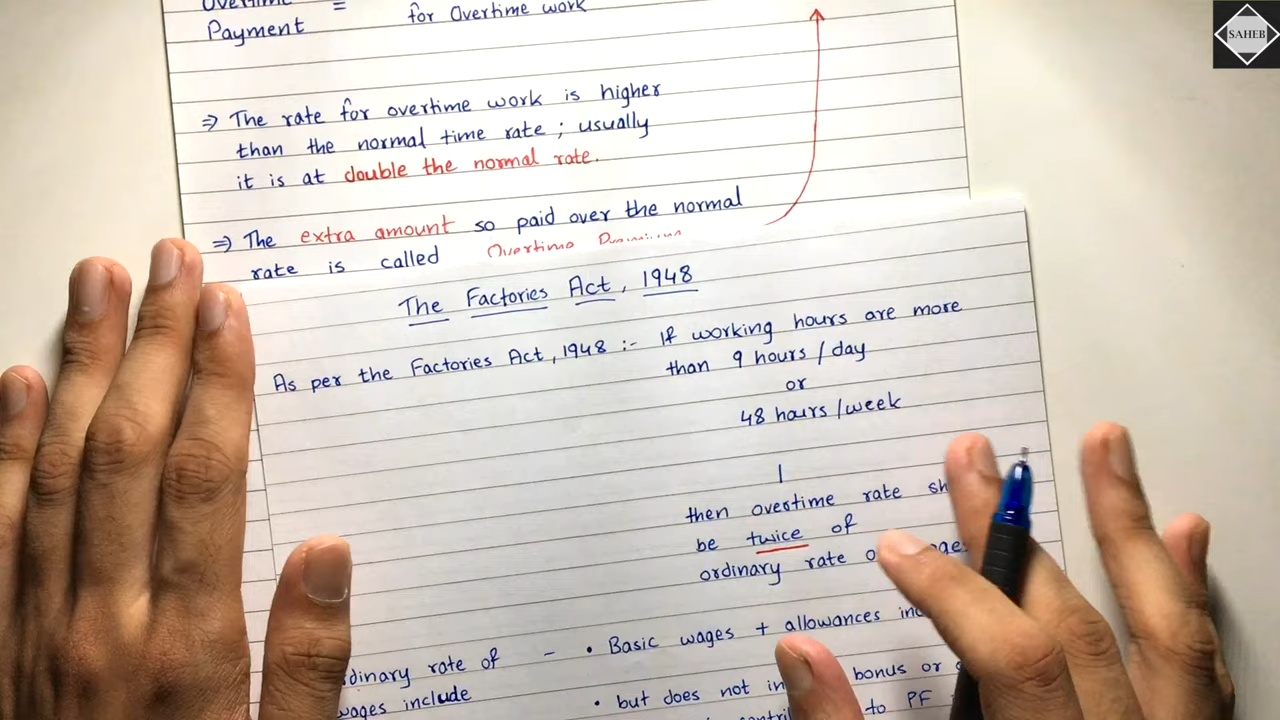 Overtime
Payment = for Overtime work
⇒ The rate for overtime work is higher
than the normal time rate ; usually
it is at double the normal rate.
⇒ The extra amount so paid over the normal
rate is called Overtime
The Factories Act, 1948
As per the Factories Act, 1948 :- If working hours are more
than 9 hours / day
or
48 hours / week
then overtime rate
be twice of
ordinary rate
rate of - • Basic wages + allowances
wages include
• but does not bonus or
to PF
SAHEB